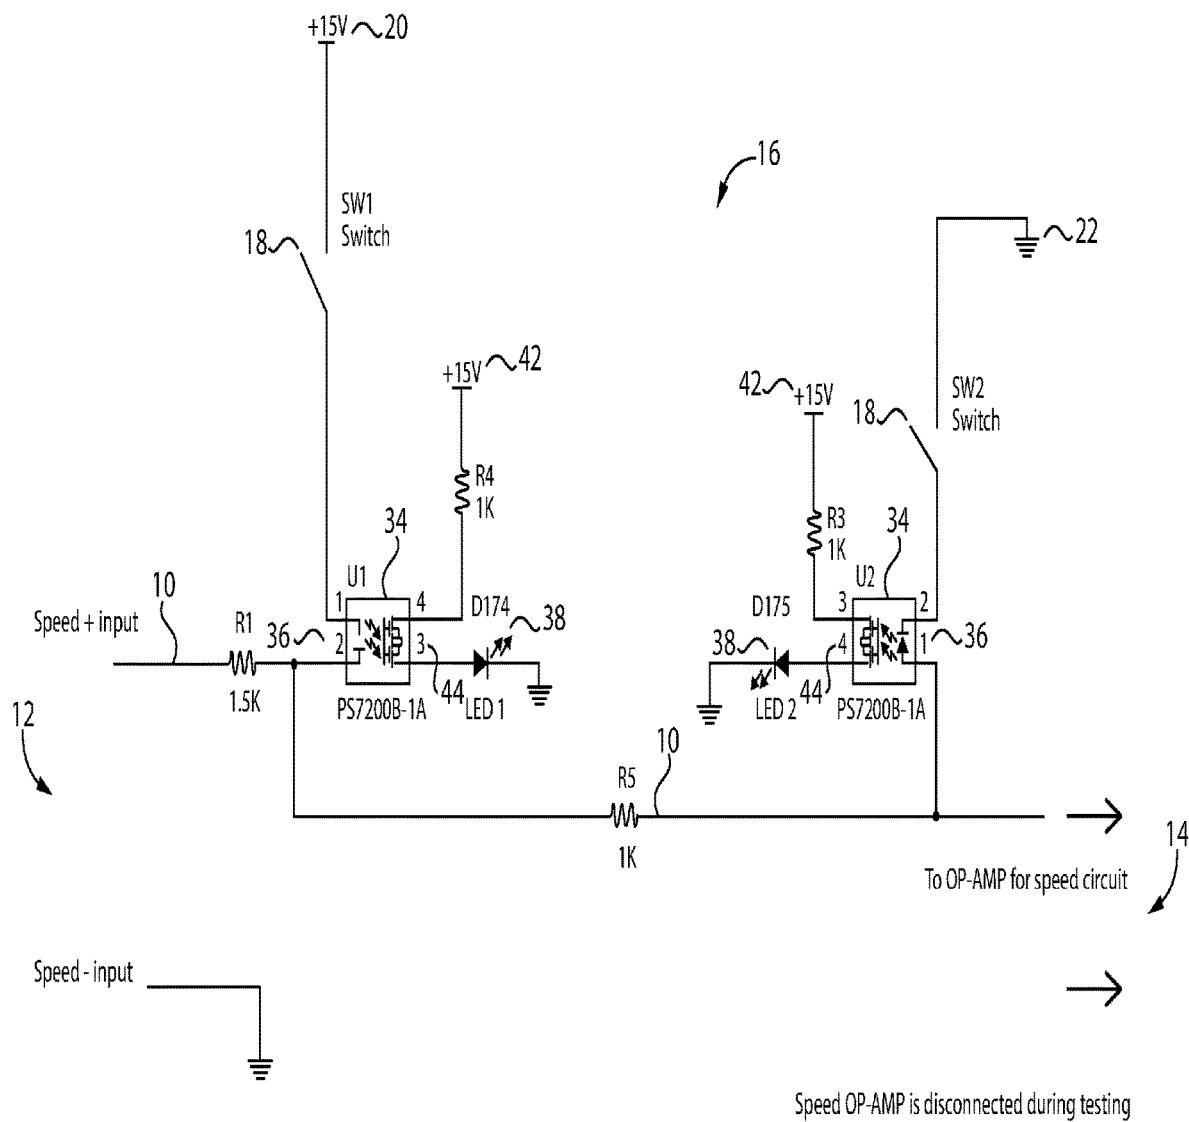 +15V 20
16
SW1
Switch
18
22
+15V 42
42 +15V
SW2
Switch
18
R4
1K
34
R3
1K
34
U1
U2
1 4
3 2
10
Speed + input
R1
36
2 3
D174
38
D175
38
4 1
36
1.5K
PS7200B-1A
44
LED 1
LED 2
44
PS7200B-1A
12
10
R5
1K
14
To OP-AMP for speed circuit
Speed - input
Speed OP-AMP is disconnected during testing